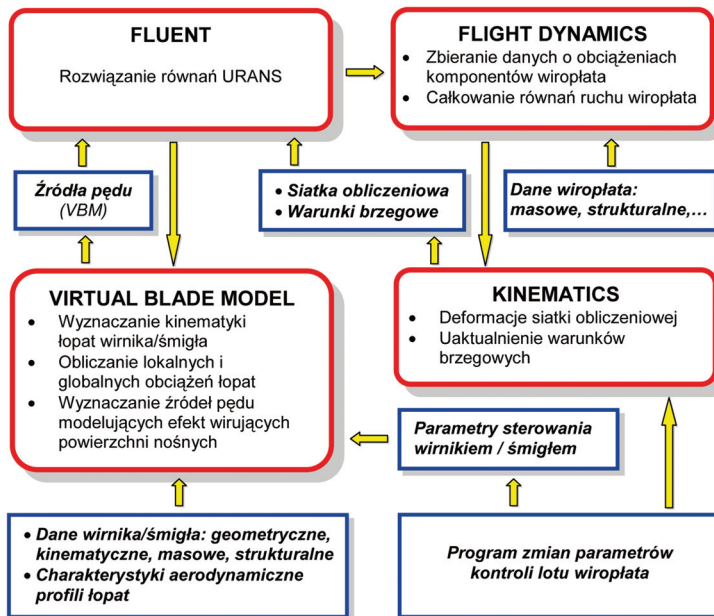 FLUENT
Rozwiązanie równań URANS
FLIGHT DYNAMICS
• Zbieranie danych o obciążeniach
komponentów wiropłata
• Całkowanie równań ruchu wiropłata
Źródła pędu
(VBM)
• Siatka obliczeniowa
• Warunki brzegowe
Dane wiropłata:
masowe, strukturalne,...
VIRTUAL BLADE MODEL
• Wyznaczanie kinematyki
łopat wirnika/śmigła
• Obliczanie lokalnych i
globalnych obciążeń łopat
• Wyznaczanie źródeł pędu
modelujących efekt wirujących
powierzchni nośnych
KINEMATICS
• Deformacje siatki obliczeniowej
• Uaktualnienie warunków
brzegowych
Parametry sterowania
wirnikiem / śmigłem
• Dane wirnika/śmigła: geometryczne,
kinematyczne, masowe, strukturalne
• Charakterystyki aerodynamiczne
profili łopat
Program zmian parametrów
kontroli lotu wiropłata